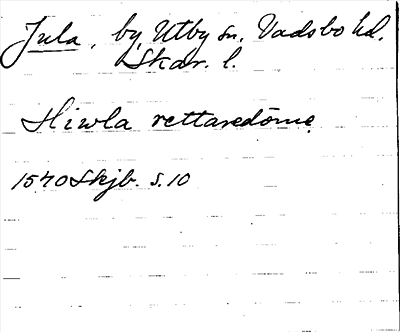 Jula, by, Utby sn. Vadsbo hd.
Skar. l.
Hiwla rettaredöme
1540 Skjb. s. 10